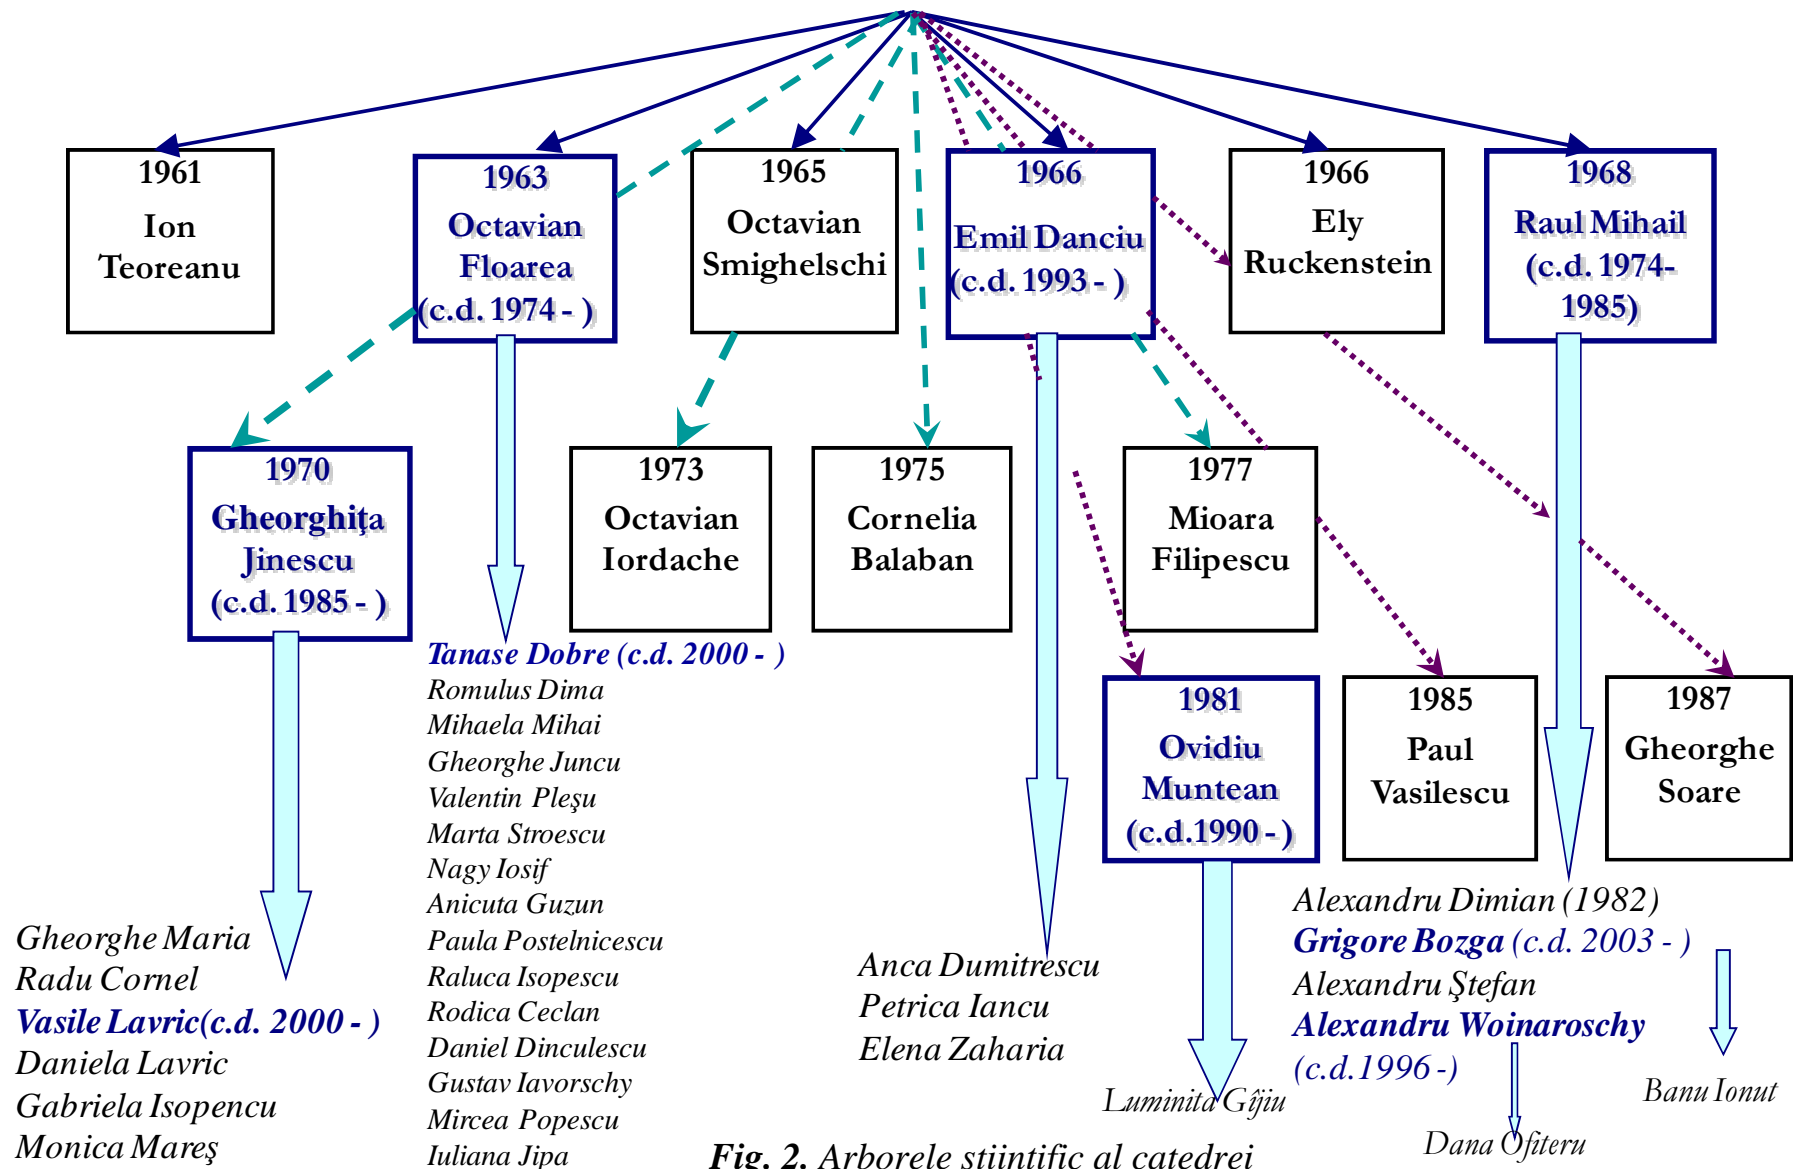 1961
Ion
Teoreanu
1963
Octavian
Floarea
(c.d. 1974 - )
1965
Octavian
Smighelschi
1966
Emil Danciu
(c.d. 1993 - )
1966
Ely
Ruckenstein
1968
Raul Mihail
(c.d. 1974-
1985)
1970
Gheorghiţa
Jinescu
(c.d. 1985 - )
1973
Octavian
Iordache
1975
Cornelia
Balaban
1977
Mioara
Filipescu
1981
Ovidiu
Muntean
(c.d.1990 - )
1985
Paul
Vasilescu
1987
Gheorghe
Soare
Gheorghe Maria
Radu Cornel
Vasile Lavric(c.d. 2000 - )
Daniela Lavric
Gabriela Isopencu
Monica Mareş
Tanase Dobre (c.d. 2000 - )
Romulus Dima
Mihaela Mihai
Gheorghe Juncu
Valentin Pleşu
Marta Stroescu
Nagy Iosif
Anicuta Guzun
Paula Postelnicescu
Raluca Isopescu
Rodica Ceclan
Daniel Dinculescu
Gustav Iavorschy
Mircea Popescu
Iuliana Jipa
Anca Dumitrescu
Petrica Iancu
Elena Zaharia
Luminita Gîjiu
Alexandru Dimian (1982)
Grigore Bozga (c.d. 2003 - )
Alexandru Ştefan
Alexandru Woinaroschy
(c.d.1996 -)
Banu Ionut
Dana Ofiteru
Fig. 2. Arborele stiintific al catedrei